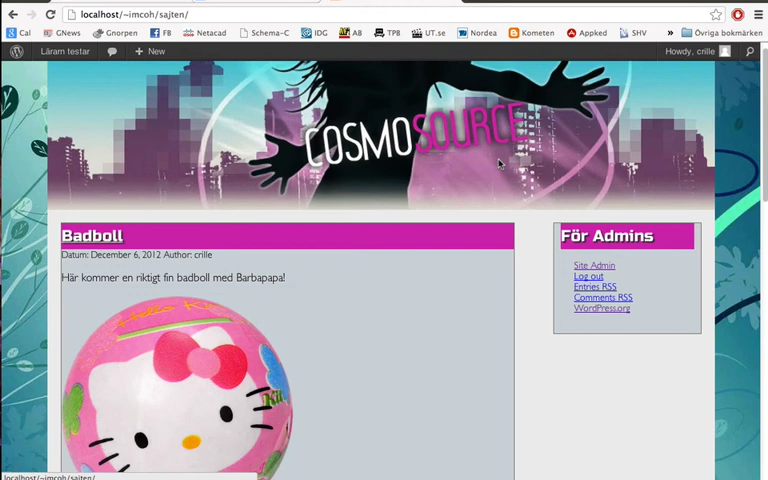 localhost/~imcoh/sajten/
Cal GNews Gnorpen FB Netacad Schema-C IDG AB TPB UT.se Nordea Kometen Appked SHV » Övriga bokmärken
Lärarn testar + New Howdy, crille
COSMOSOURCE
Badboll
Datum: December 6, 2012 Author: crille
Här kommer en riktigt fin badboll med Barbapapa!
För Admins
Site Admin
Log out
Entries RSS
Comments RSS
WordPress.org
localhost/~imcoh/sajten/